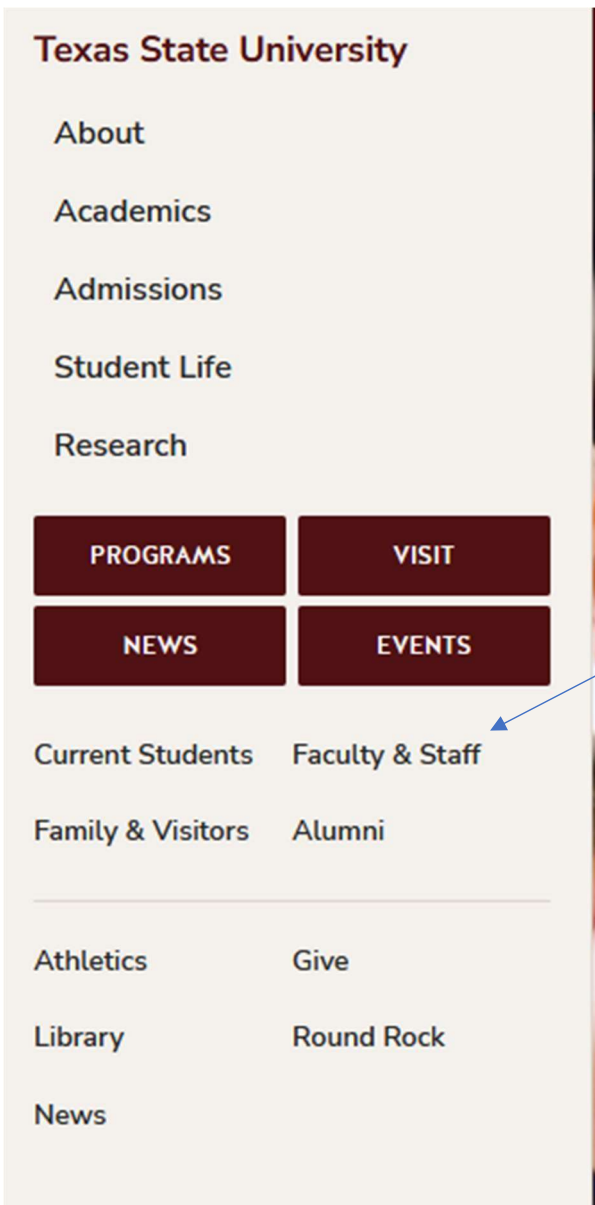 Texas State University
About
Academics
Admissions
Student Life
Research
PROGRAMS VISIT
NEWS EVENTS
Current Students Faculty & Staff
Family & Visitors Alumni
Athletics Give
Library Round Rock
News